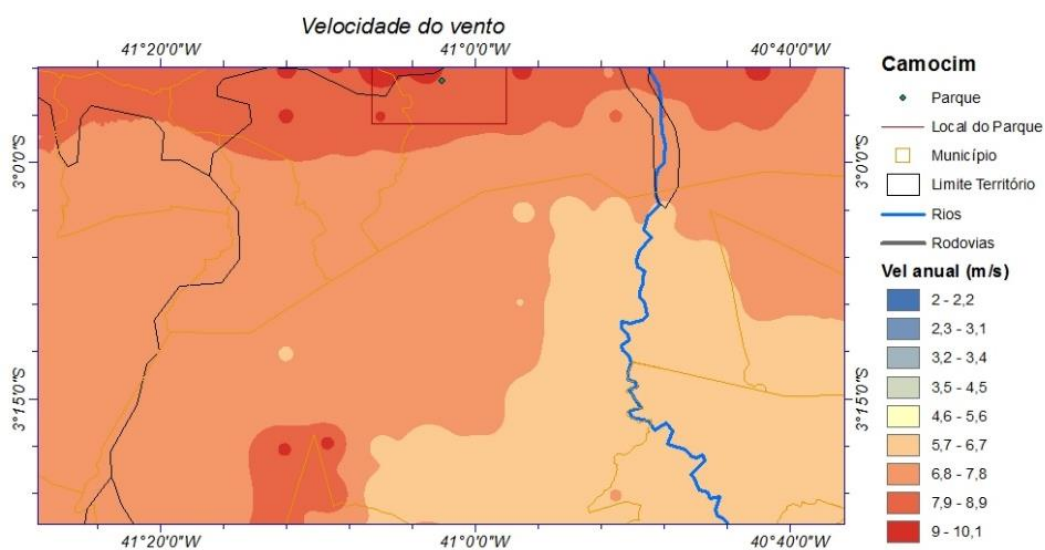 Velocidade do vento
41°20'0"W 41°0'0"W 40°40'0"W
3°0'0"S 3°0'0"S
3°15'0"S 3°15'0"S
41°20'0"W 41°0'0"W 40°40'0"W
Camocim
Parque
Local do Parque
Município
Limite Território
Rios
Rodovias
Vel anual (m/s)
2 - 2,2
2,3 - 3,1
3,2 - 3,4
3,5 - 4,5
4,6 - 5,6
5,7 - 6,7
6,8 - 7,8
7,9 - 8,9
9 - 10,1